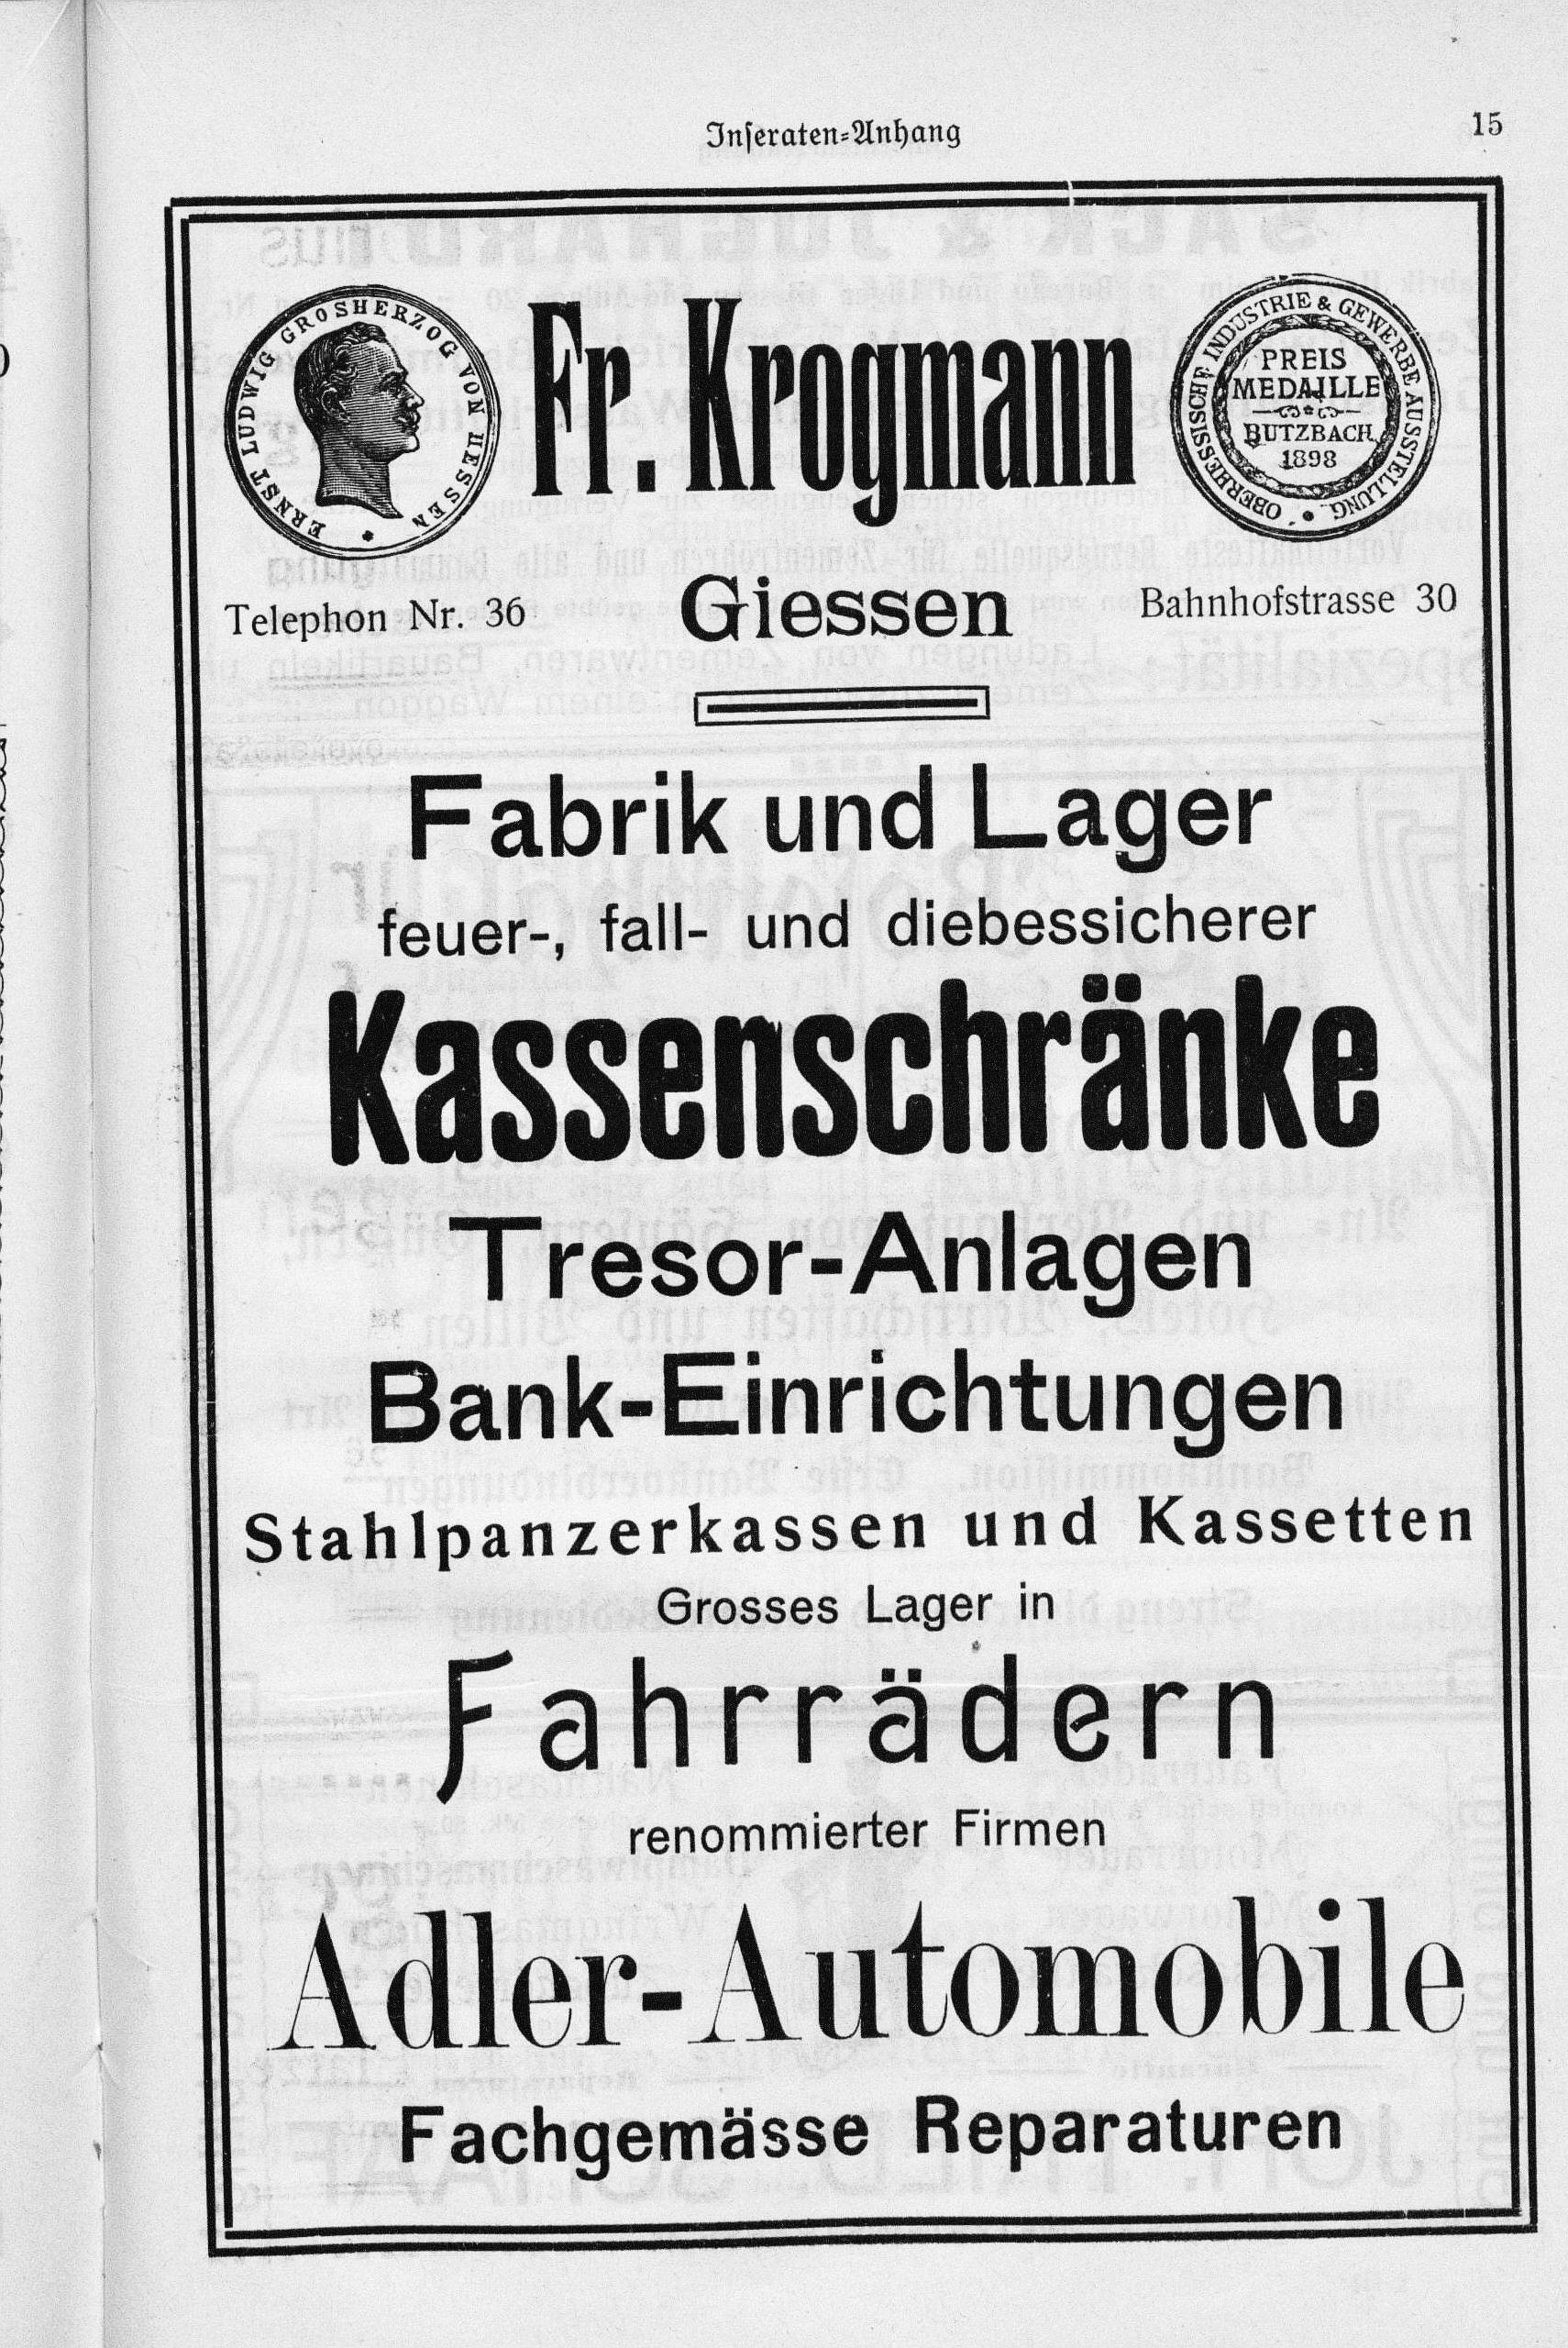 Inseraten-Anhang
15
ERNST LUDWIG GROSHERZOG VON HESSEN
Fr. Krogmann
OBERHESSISCHE INDUSTRIE & GEWERBE AUSSTELLUNG
PREIS
MEDAILLE
BUTZBACH
1898
Telephon Nr. 36
Giessen
Bahnhofstrasse 30
Fabrik und Lager
feuer-, fall- und diebessicherer
Kassenschränke
Tresor-Anlagen
Bank-Einrichtungen
Stahlpanzerkassen und Kassetten
Grosses Lager in
Fahrrädern
renommierter Firmen
Adler-Automobile
Fachgemässe Reparaturen